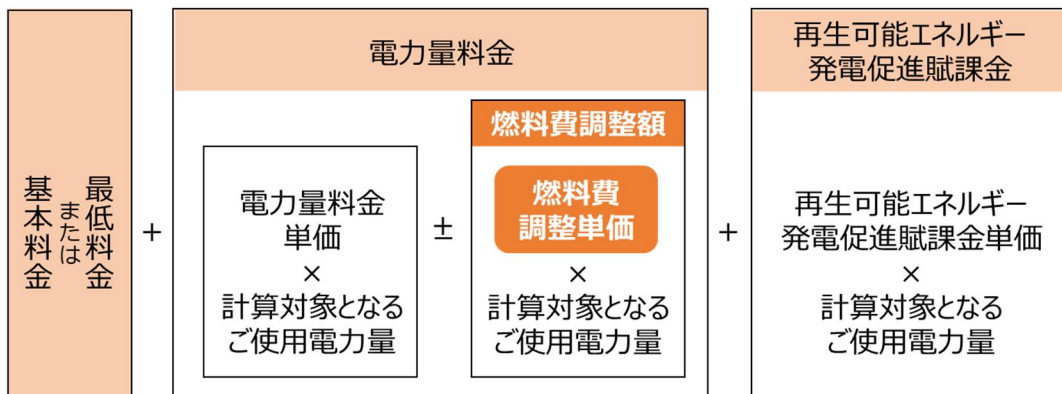 基本料金
または
最低料金
+
電力量料金
電力量料金
単価
×
計算対象となる
ご使用電力量
±
燃料費調整額
燃料費
調整単価
×
計算対象となる
ご使用電力量
+
再生可能エネルギー
発電促進賦課金
再生可能エネルギー
発電促進賦課金単価
×
計算対象となる
ご使用電力量